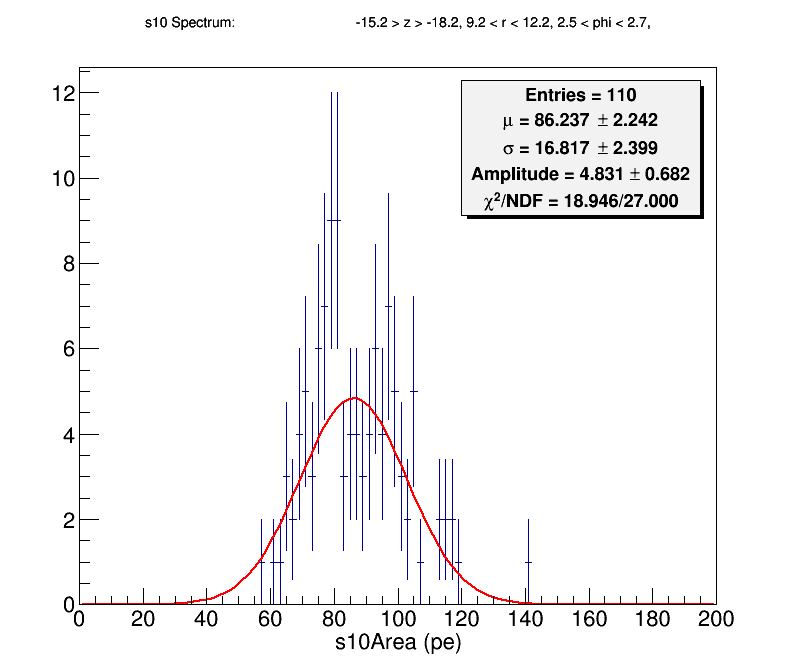 s10 Spectrum: -15.2 > z > -18.2, 9.2 < r < 12.2, 2.5 < phi < 2.7,
Entries = 110
μ = 86.237 ± 2.242
σ = 16.817 ± 2.399
Amplitude = 4.831 ± 0.682
χ²/NDF = 18.946/27.000
12
10
8
6
4
2
0
0 20 40 60 80 100 120 140 160 180 200
s10Area (pe)